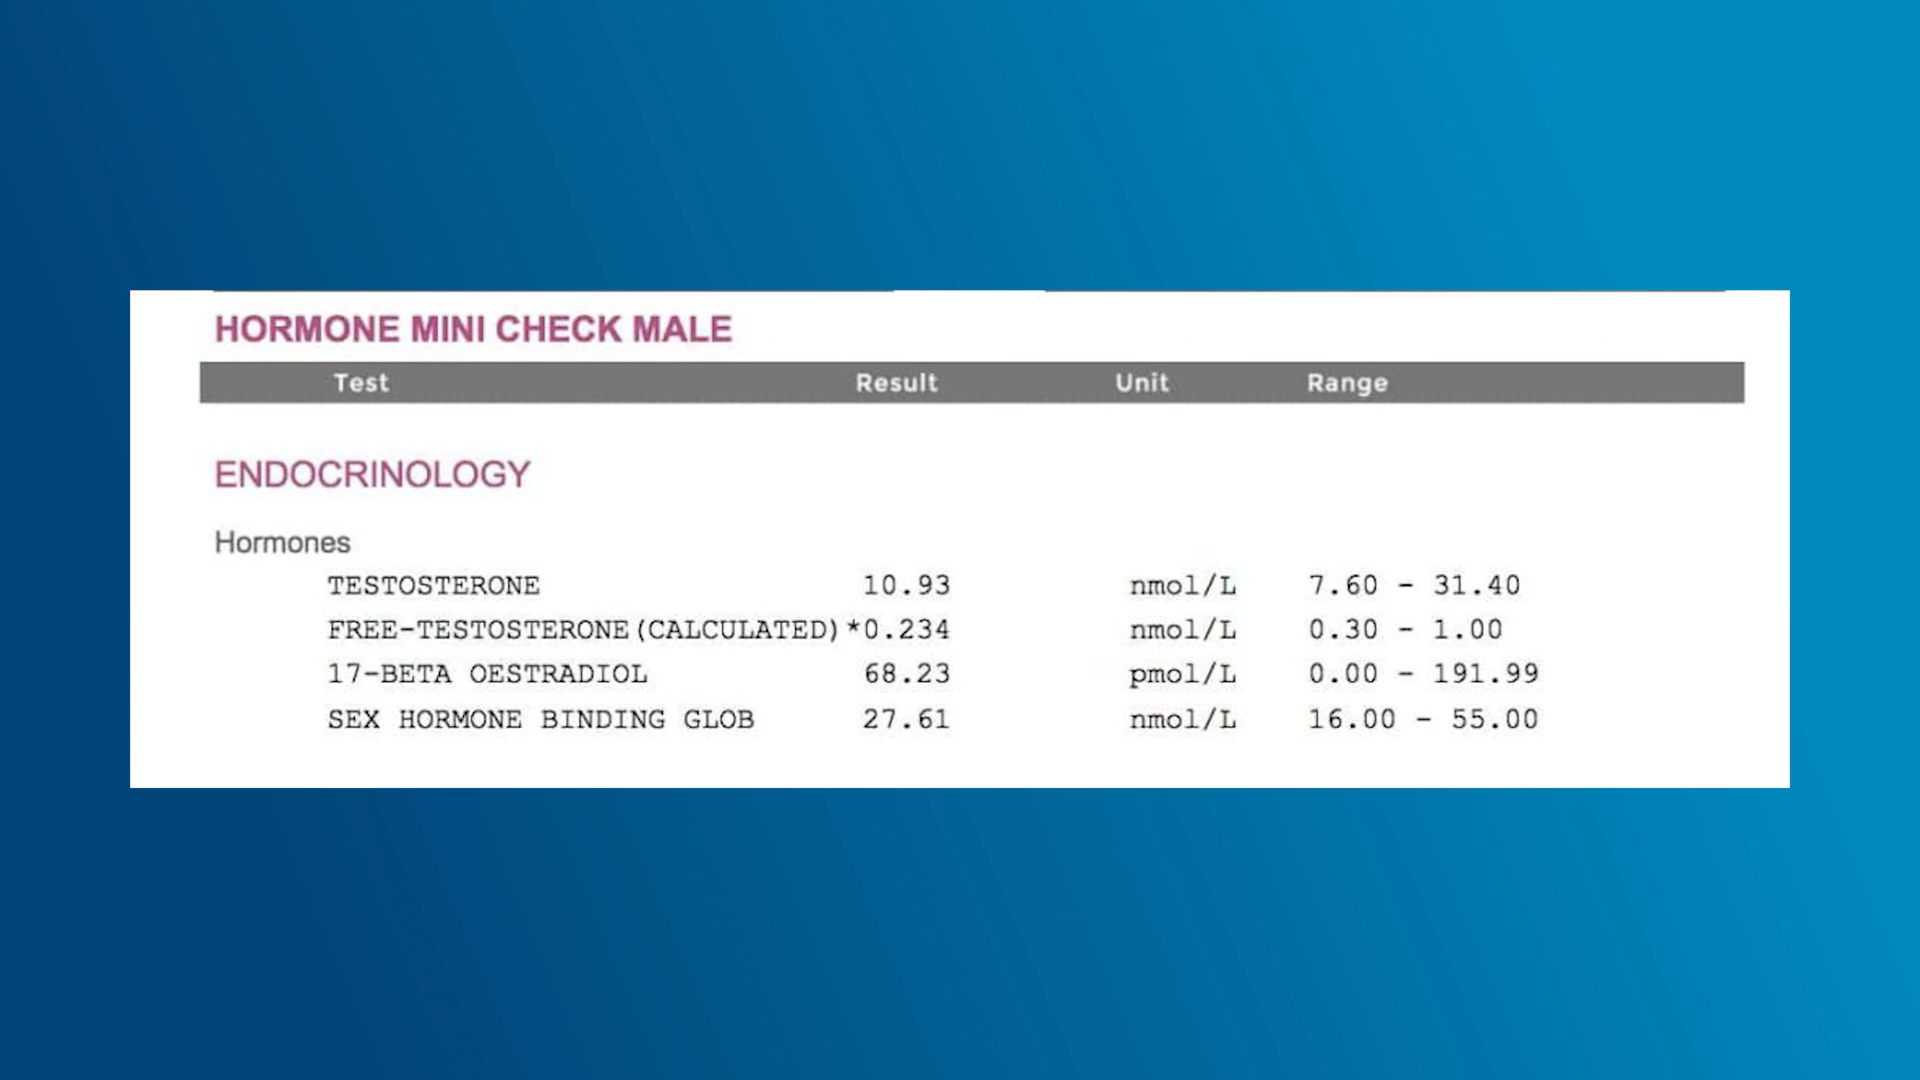 HORMONE MINI CHECK MALE
Test Result Unit Range
ENDOCRINOLOGY
Hormones
TESTOSTERONE 10.93 nmol/L 7.60 - 31.40
FREE-TESTOSTERONE(CALCULATED)*0.234 nmol/L 0.30 - 1.00
17-BETA OESTRADIOL 68.23 pmol/L 0.00 - 191.99
SEX HORMONE BINDING GLOB 27.61 nmol/L 16.00 - 55.00